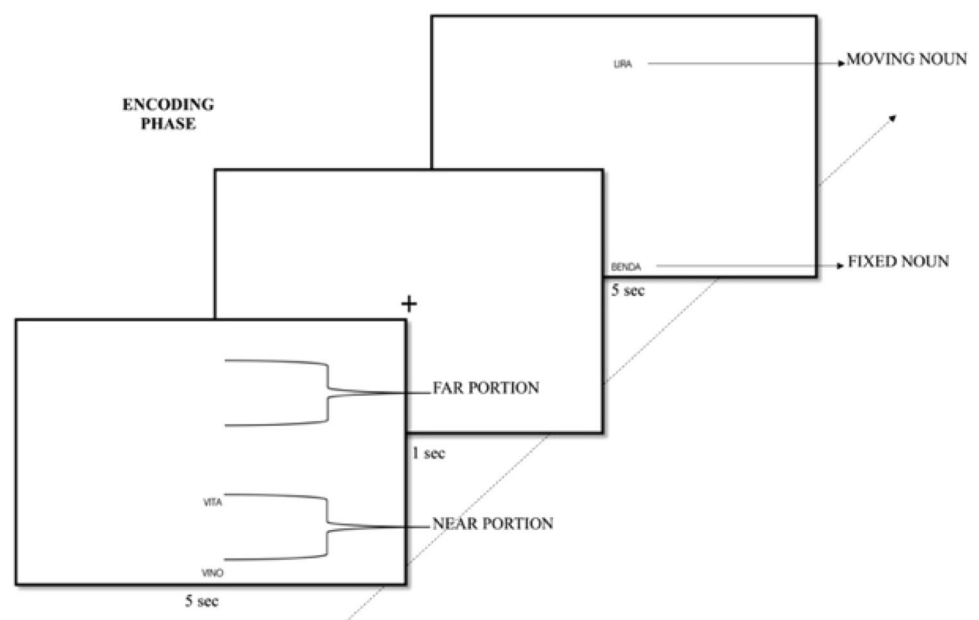 ENCODING
PHASE
LIRA
MOVING NOUN
BENDA
FIXED NOUN
5 sec
+
1 sec
FAR PORTION
VITA
NEAR PORTION
VINO
5 sec